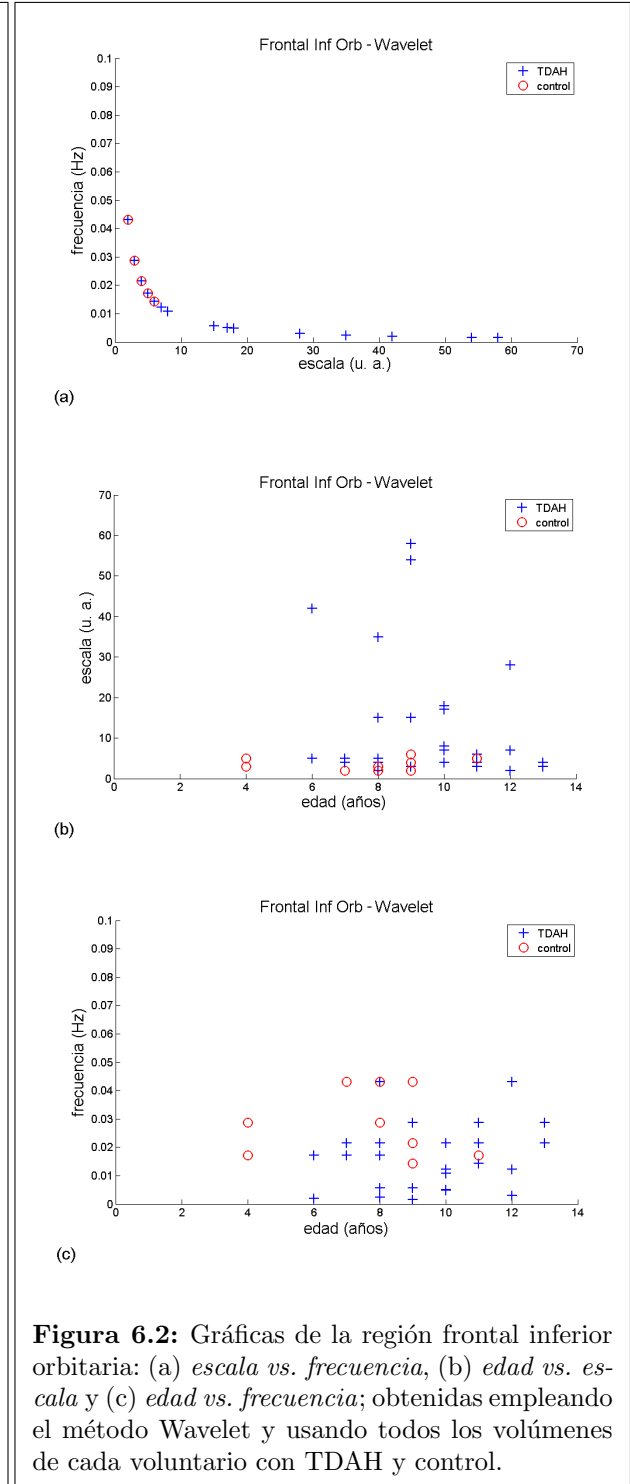 Frontal Inf Orb - Wavelet
TDAH
control
0.1
0.09
0.08
0.07
0.06
0.05
0.04
0.03
0.02
0.01
0
frecuencia (Hz)
0 10 20 30 40 50 60 70
escala (u. a.)
(a)
Frontal Inf Orb - Wavelet
TDAH
control
70
60
50
40
30
20
10
0
escala (u. a.)
0 2 4 6 8 10 12 14
edad (años)
(b)
Frontal Inf Orb - Wavelet
TDAH
control
0.1
0.09
0.08
0.07
0.06
0.05
0.04
0.03
0.02
0.01
0
frecuencia (Hz)
0 2 4 6 8 10 12 14
edad (años)
(c)
Figura 6.2: Gráficas de la región frontal inferior
orbitaria: (a) escala vs. frecuencia, (b) edad vs. es-
cala y (c) edad vs. frecuencia; obtenidas empleando
el método Wavelet y usando todos los volúmenes
de cada voluntario con TDAH y control.